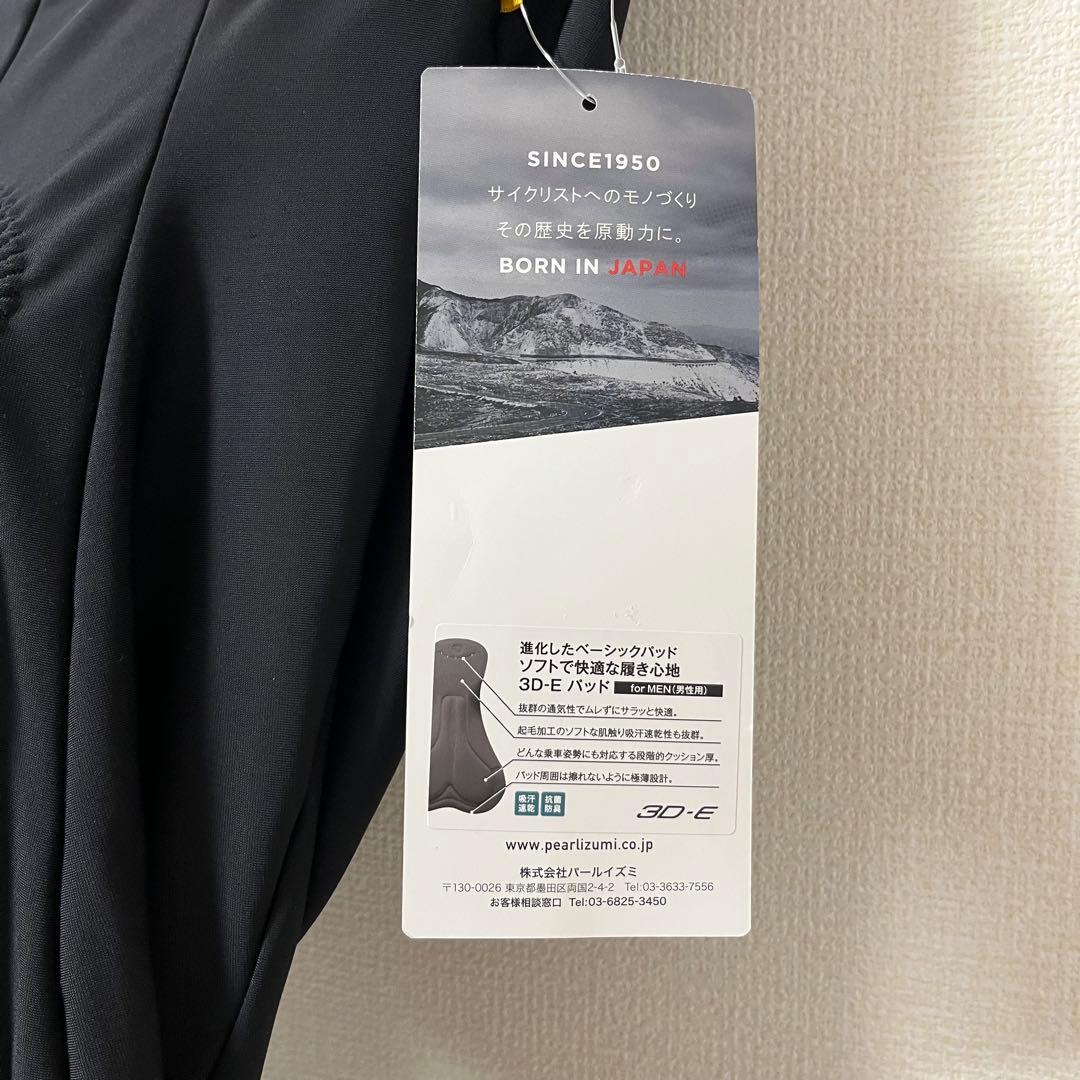 SINCE1950
サイクリストへのモノづくり
その歴史を原動力に。
BORN IN JAPAN
進化したベーシックパッド
ソフトで快適な履き心地
3D-E パッド for MEN(男性用)
抜群の通気性でムレずにサラッと快適。
起毛加工のソフトな肌触り吸汗速乾性も抜群。
どんな乗車姿勢にも対応する段階的クッション厚。
パッド周囲は擦れないように極薄設計。
吸汗速乾 抗菌防臭
3D-E
www.pearlizumi.co.jp
株式会社パールイズミ
〒130-0026 東京都墨田区両国2-4-2 Tel:03-3633-7556
お客様相談窓口 Tel:03-6825-3450